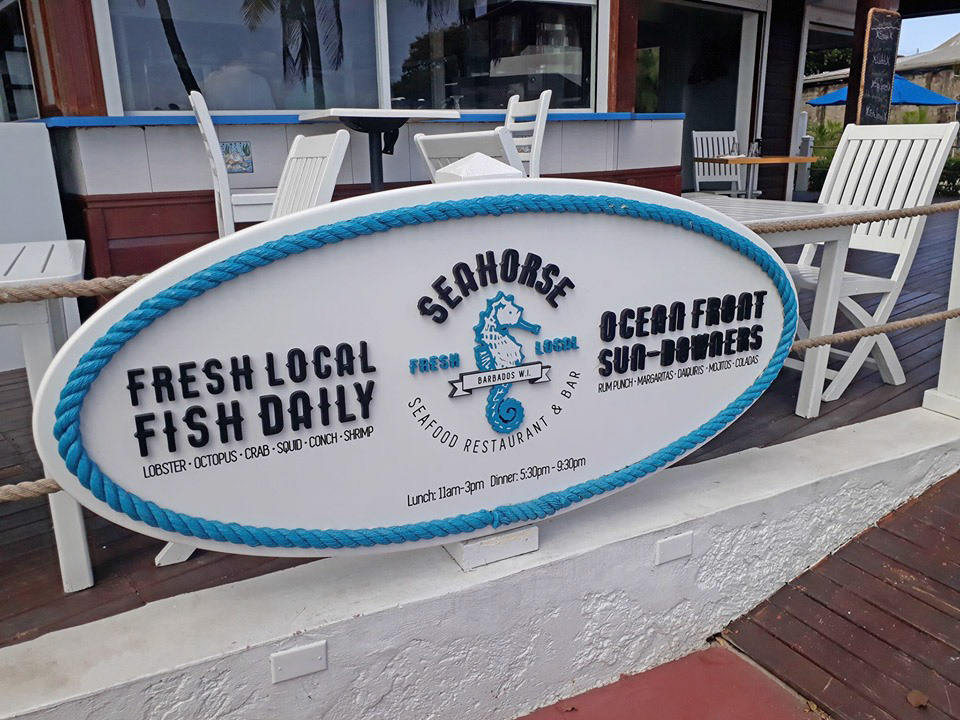 SEAHORSE
FRESH LOCAL
BARBADOS W.I.
SEAFOOD RESTAURANT & BAR
FRESH LOCAL
FISH DAILY
LOBSTER · OCTOPUS · CRAB · SQUID · CONCH · SHRIMP
OCEAN FRONT
SUN-DOWNERS
RUM PUNCH · MARGARITAS · DAIQURIS · MOJITOS · COLADAS
Lunch: 11am-3pm Dinner: 5:30pm - 9:30pm